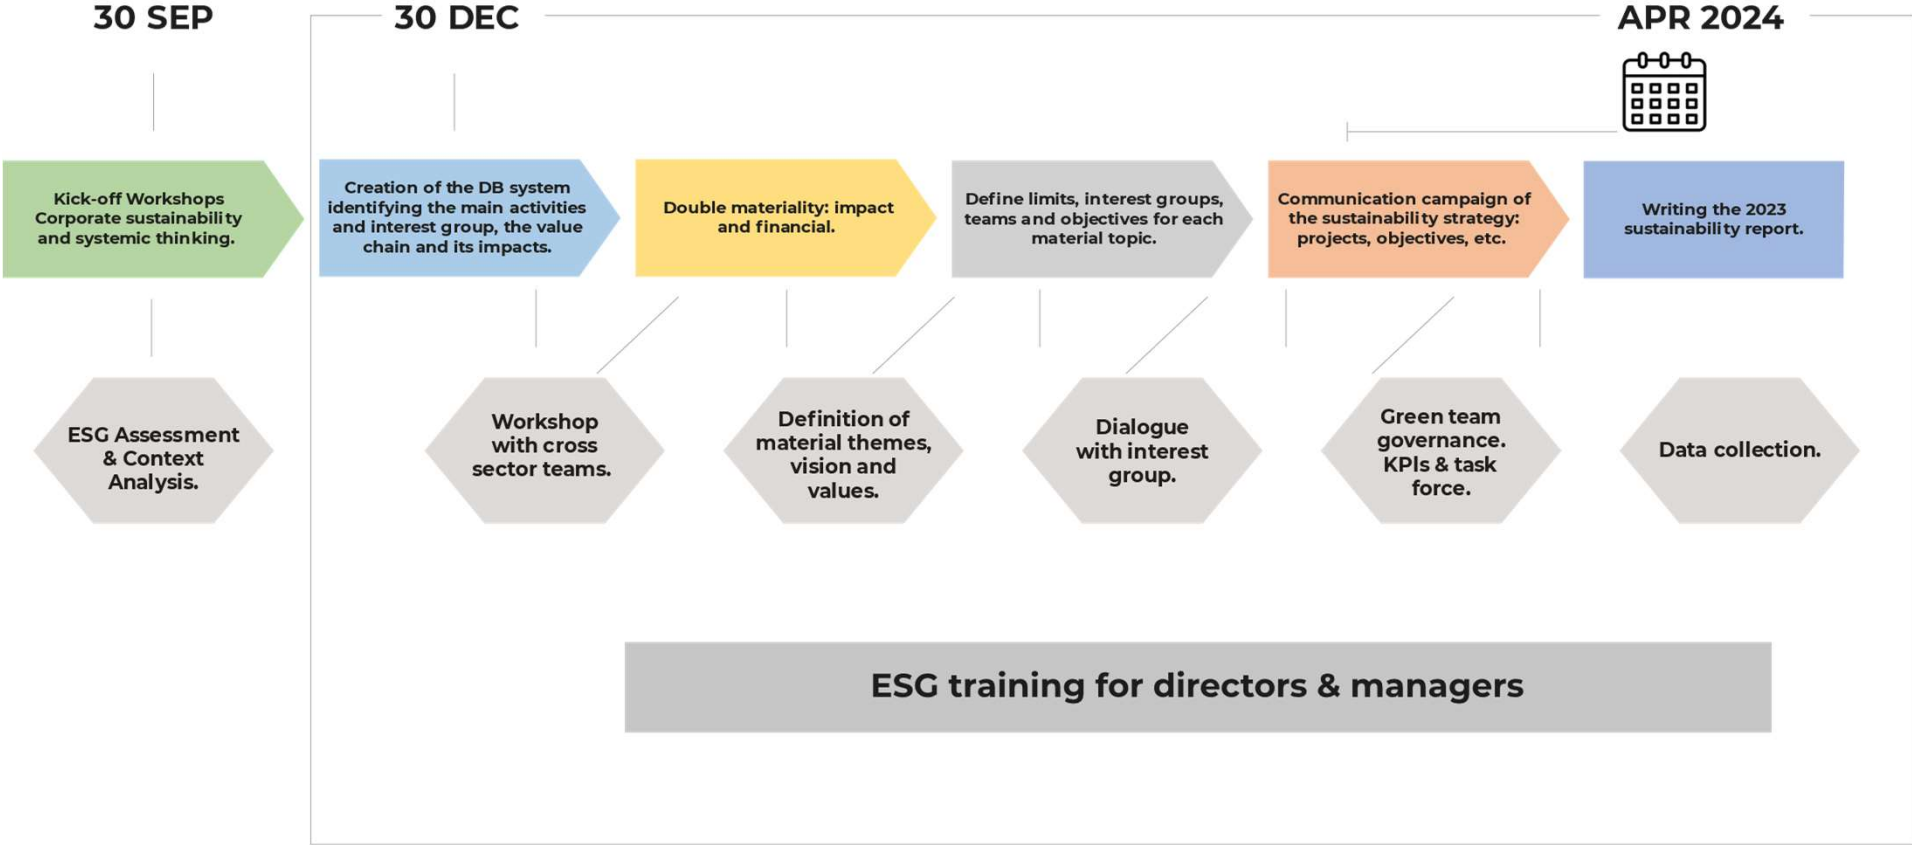 30 SEP
30 DEC
APR 2024
Kick-off Workshops
Corporate sustainability
and systemic thinking.
Creation of the DB system
identifying the main activities
and interest group, the value
chain and its impacts.
Double materiality: impact
and financial.
Define limits, interest groups,
teams and objectives for each
material topic.
Communication campaign of
the sustainability strategy:
projects, objectives, etc.
Writing the 2023
sustainability report.
ESG Assessment
& Context
Analysis.
Workshop
with cross
sector teams.
Definition of
material themes,
vision and
values.
Dialogue
with interest
group.
Green team
governance.
KPIs & task
force.
Data collection.
ESG training for directors & managers